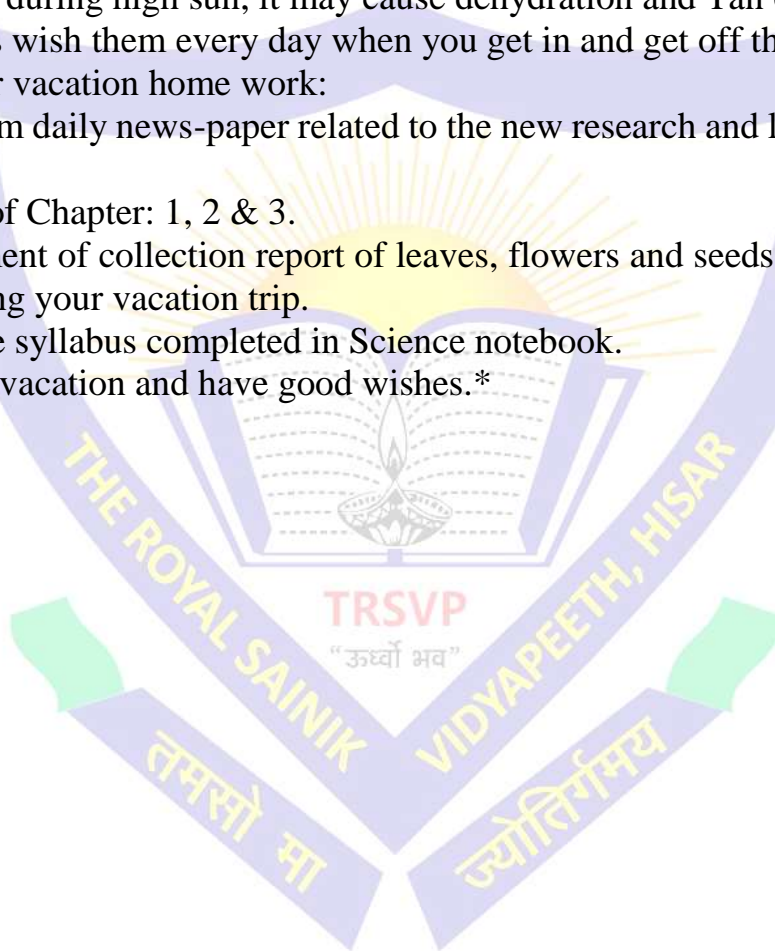 during high sun, it may cause dehydration and Tan
wish them every day when you get in and get off th
vacation home work:
m daily news-paper related to the new research and
of Chapter: 1, 2 & 3.
ent of collection report of leaves, flowers and seeds
ng your vacation trip.
e syllabus completed in Science notebook.
vacation and have good wishes.*
THE ROYAL SAINIK VIDYAPEETH, HISAR
TRSVP
“ऊर्ध्वो भव”
तमसो मा ज्योतिर्गमय